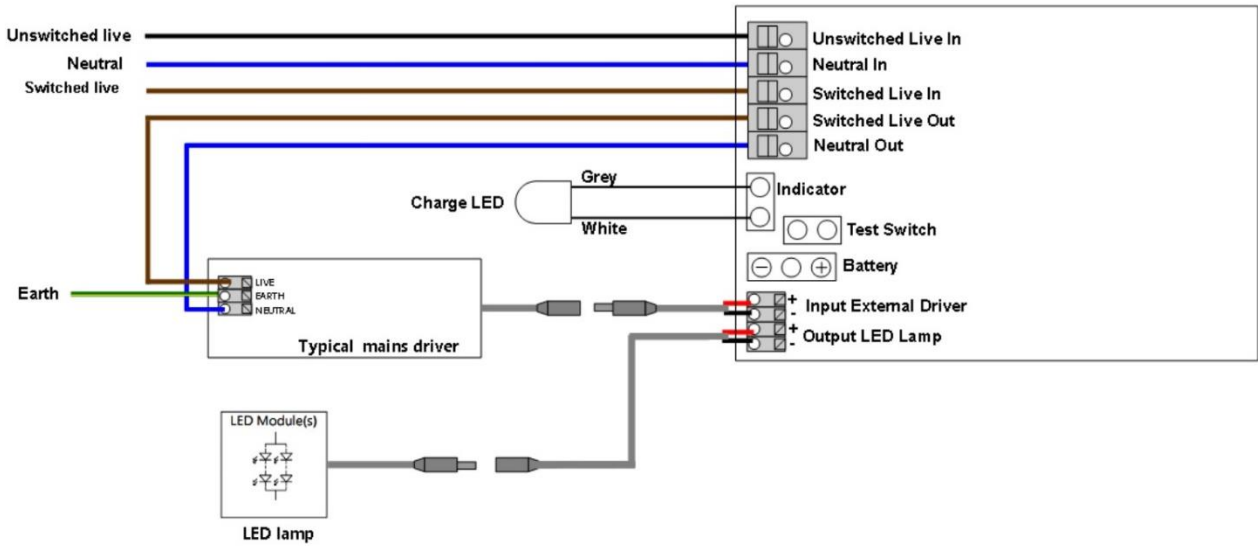 Unswitched live
Neutral
Switched live
Unswitched Live In
Neutral In
Switched Live In
Switched Live Out
Neutral Out
Grey
Charge LED
White
Indicator
Test Switch
Battery
Earth
LIVE
EARTH
NEUTRAL
Typical mains driver
+
-
Input External Driver
+
-
Output LED Lamp
LED Module(s)
LED lamp